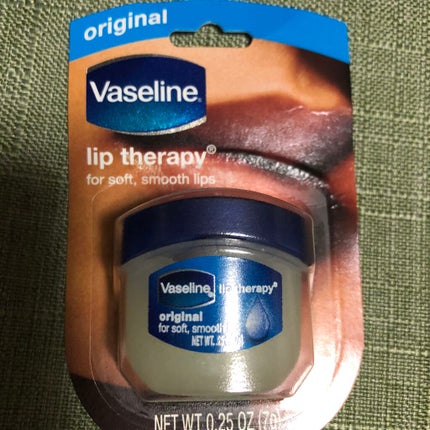 original
Vaseline®
lip therapy®
for soft, smooth lips
Vaseline® lip therapy®
original
for soft, smooth
NET WT.
NET WT 0.25 OZ (7g)